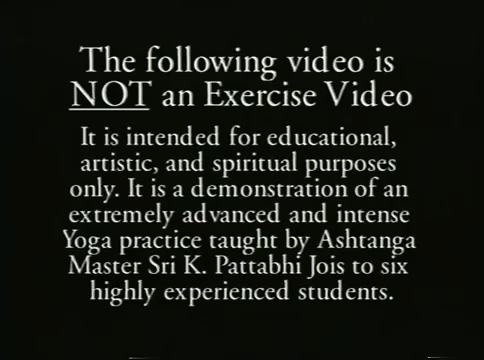 The following video is
NOT an Exercise Video
It is intended for educational,
artistic, and spiritual purposes
only. It is a demonstration of an
extremely advanced and intense
Yoga practice taught by Ashtanga
Master Sri K. Pattabhi Jois to six
highly experienced students.